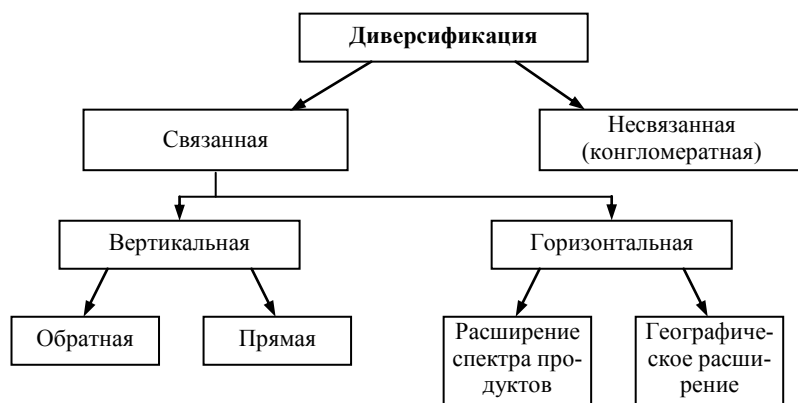 Диверсификация
Связанная
Несвязанная
(конгломератная)
Вертикальная
Горизонтальная
Обратная
Прямая
Расширение
спектра про-
дуктов
Географиче-
ское расши-
рение